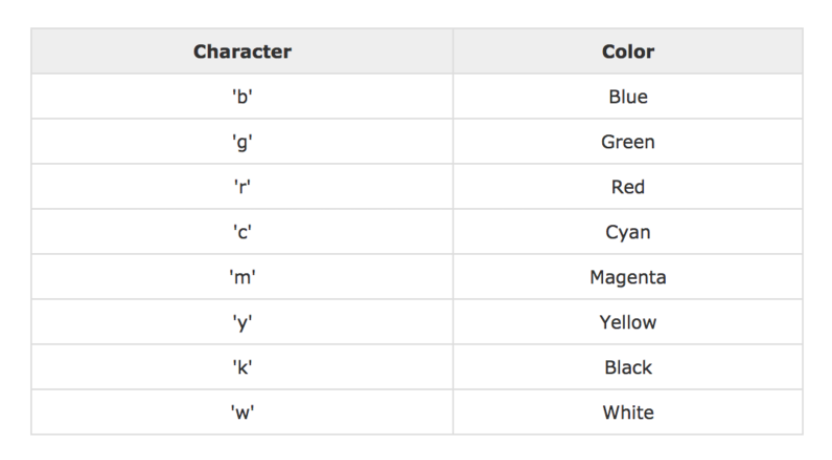 Character Color
'b' Blue
'g' Green
'r' Red
'c' Cyan
'm' Magenta
'y' Yellow
'k' Black
'w' White